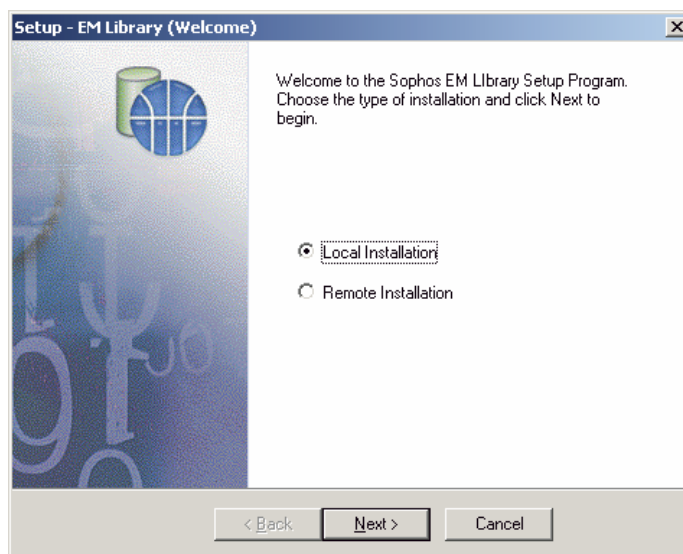 Setup - EM Library (Welcome)
Welcome to the Sophos EM LIbrary Setup Program.
Choose the type of installation and click Next to
begin.
Local Installation
Remote Installation
< Back
Next >
Cancel